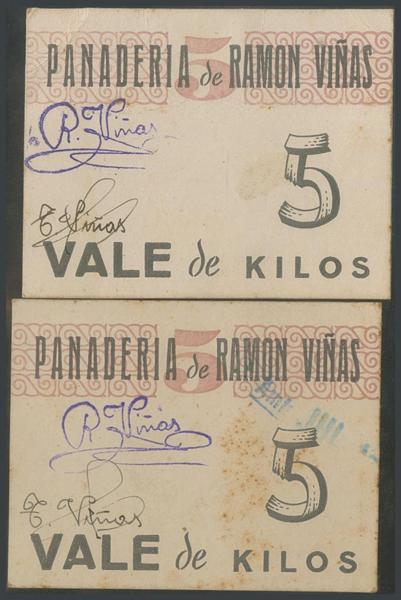 5
PANADERIA de RAMON VIÑAS
R. Viñas
5
T. Viñas
VALE de KILOS
5
PANADERIA de RAMON VIÑAS
R. Viñas
5
T. Viñas
VALE de KILOS